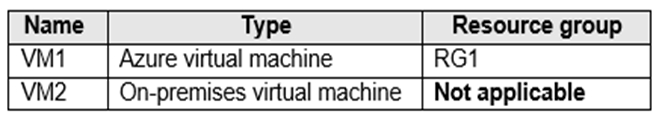 Name Type Resource group
VM1 Azure virtual machine RG1
VM2 On-premises virtual machine Not applicable